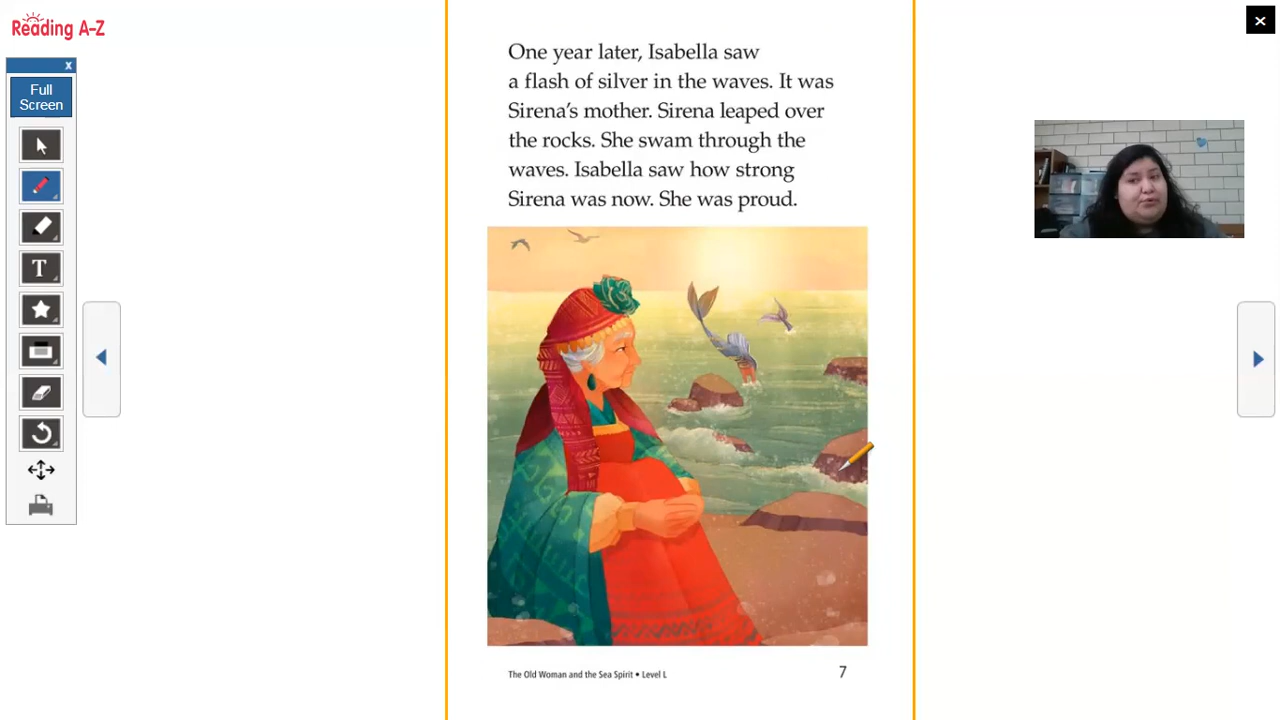 Reading A-Z
x
Full
Screen
T
One year later, Isabella saw
a flash of silver in the waves. It was
Sirena's mother. Sirena leaped over
the rocks. She swam through the
waves. Isabella saw how strong
Sirena was now. She was proud.
The Old Woman and the Sea Spirit • Level L
7